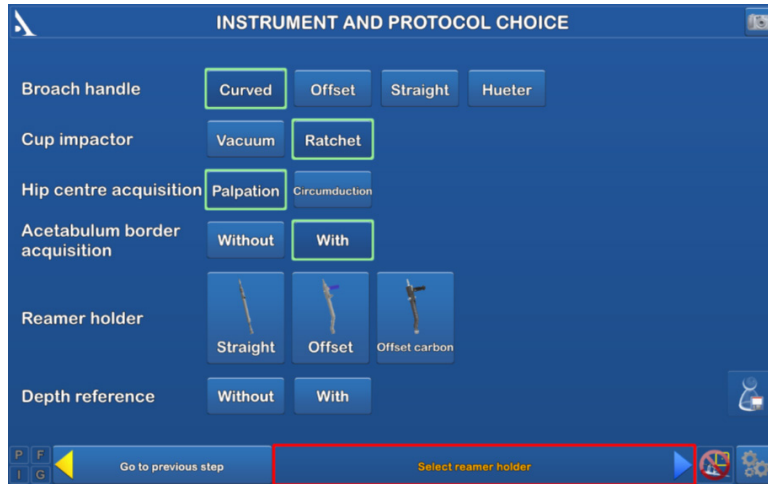 INSTRUMENT AND PROTOCOL CHOICE
Broach handle Curved Offset Straight Hueter
Cup impactor Vacuum Ratchet
Hip centre acquisition Palpation Circumduction
Acetabulum border
acquisition Without With
Reamer holder Straight Offset Offset carbon
Depth reference Without With
P F
I G
Go to previous step Select reamer holder